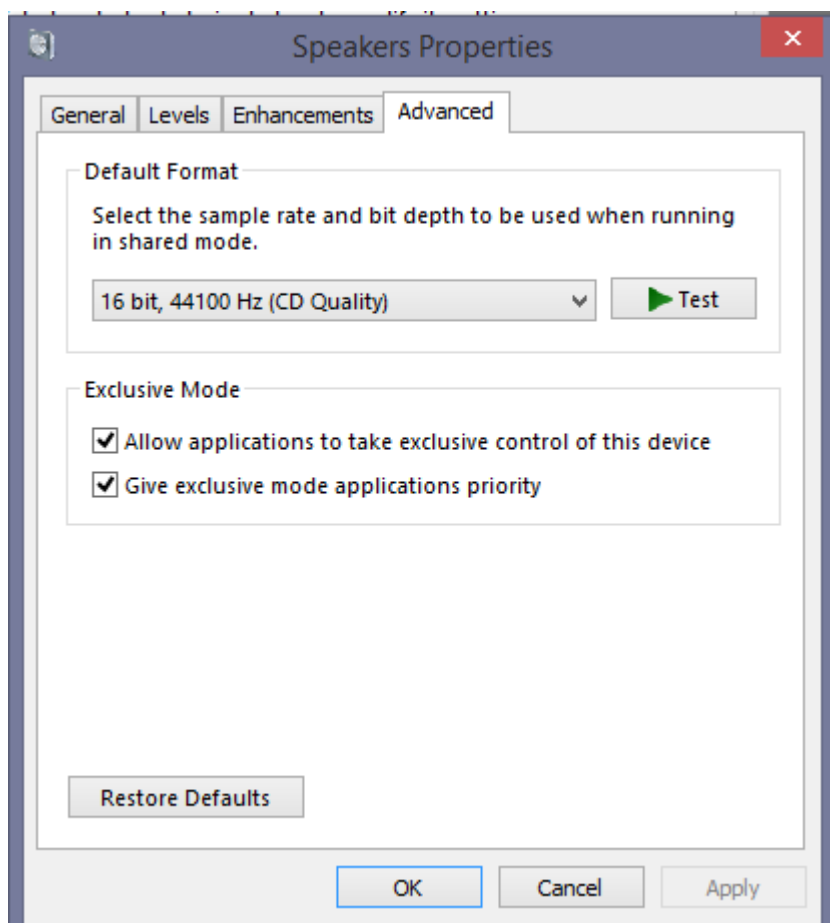 Speakers Properties
General Levels Enhancements Advanced
Default Format
Select the sample rate and bit depth to be used when running
in shared mode.
16 bit, 44100 Hz (CD Quality)
Test
Exclusive Mode
Allow applications to take exclusive control of this device
Give exclusive mode applications priority
Restore Defaults
OK Cancel Apply